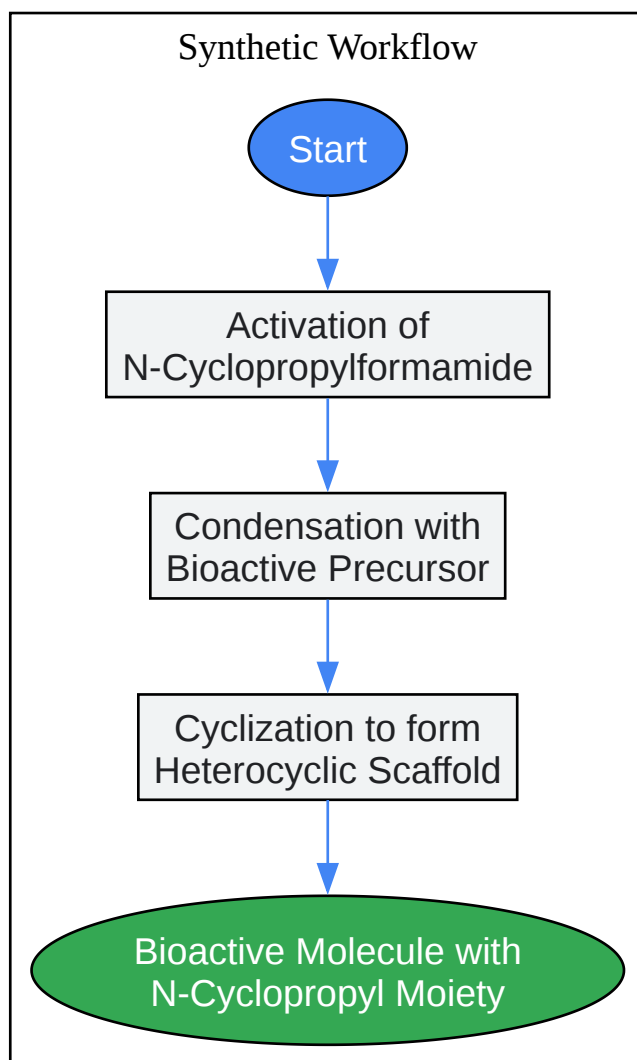 Synthetic Workflow
Start
Activation of
N-Cyclopropylformamide
Condensation with
Bioactive Precursor
Cyclization to form
Heterocyclic Scaffold
Bioactive Molecule with
N-Cyclopropyl Moiety